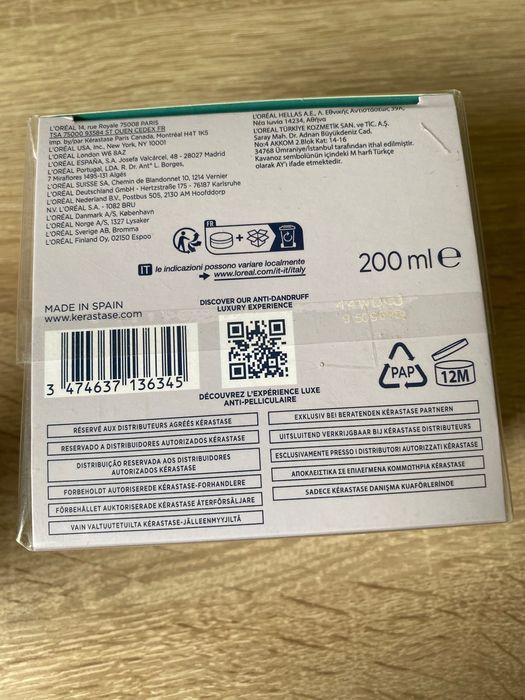 L'ORÉAL 14, rue Royale 75008 PARIS
TSA 75000 93584 ST OUEN CEDEX FR
Imp. by/par Kérastase Paris Canada, Montréal H4T 1K5
L'ORÉAL USA, Inc., New York, NY 10001
L'ORÉAL London W6 8AZ
L'ORÉAL ESPAÑA, S.A. Josefa Valcárcel, 48 - 28027 Madrid
L'ORÉAL Portugal, LDA, R. Dr. Antº L. Borges,
7 Miraflores 1495-131 Algés
L'ORÉAL SUISSE SA, Chemin de Blandonnet 10, 1214 Vernier
L'ORÉAL Deutschland GmbH - Hertzstraße 175 - 76187 Karlsruhe
L'ORÉAL Nederland B.V., Postbus 505, 2130 AM Hoofddorp
N.V. L'ORÉAL S.A. - 1082 BRU
L'ORÉAL Danmark A/S, København
L'ORÉAL Norge A/S, 1327 Lysaker
L'ORÉAL Sverige AB, Bromma
L'ORÉAL Finland Oy, 02150 Espoo
L'ORÉAL HELLAS A.E., Λ. Εθνικής Αντιστάσεως 39Α,
Νέα Ιωνία 14234, Αθήνα
L'ORÉAL TÜRKİYE KOZMETİK SAN. ve TİC. A.Ş.
Saray Mah. Dr. Adnan Büyükdeniz Cad.
No:4 AKKOM 2.Blok Kat: 14-16
34768 Ümraniye/İstanbul tarafından ithal edilmiştir.
Kavanoz sembolünün içindeki M harfi Türkçe
olarak AY'ı ifade etmektedir.
FR
+
IT le indicazioni possono variare localmente
www.loreal.com/it-it/italy
200 ml e
MADE IN SPAIN
www.kerastase.com
DISCOVER OUR ANTI-DANDRUFF
LUXURY EXPERIENCE
3 474637 136345
DÉCOUVREZ L'EXPÉRIENCE LUXE
ANTI-PELLICULAIRE
PAP
12M
RÉSERVÉ AUX DISTRIBUTEURS AGRÉÉS KÉRASTASE
RESERVADO A DISTRIBUIDORES AUTORIZADOS KÉRASTASE
DISTRIBUIÇÃO RESERVADA AOS DISTRIBUIDORES
AUTORIZADOS KÉRASTASE
FORBEHOLDT AUTORISEREDE KÉRASTASE-FORHANDLERE
FÖRBEHÅLLET AUKTORISERADE KÉRASTASE ÅTERFÖRSÄLJARE
VAIN VALTUUTETUILTA KÉRASTASE-JÄLLEENMYYJILTÄ
EXKLUSIV BEI BERATENDEN KÉRASTASE PARTNERN
UITSLUITEND VERKRIJGBAAR BIJ KÉRASTASE DISTRIBUTEURS
ESCLUSIVAMENTE PRESSO I DISTRIBUTORI AUTORIZZATI KÉRASTASE
ΑΠΟΚΛΕΙΣΤΙΚΑ ΣΕ ΕΠΙΛΕΓΜΕΝΑ ΚΟΜΜΩΤΗΡΙΑ KÉRASTASE
SADECE KÉRASTASE DANIŞMA KUAFÖRLERİNDE